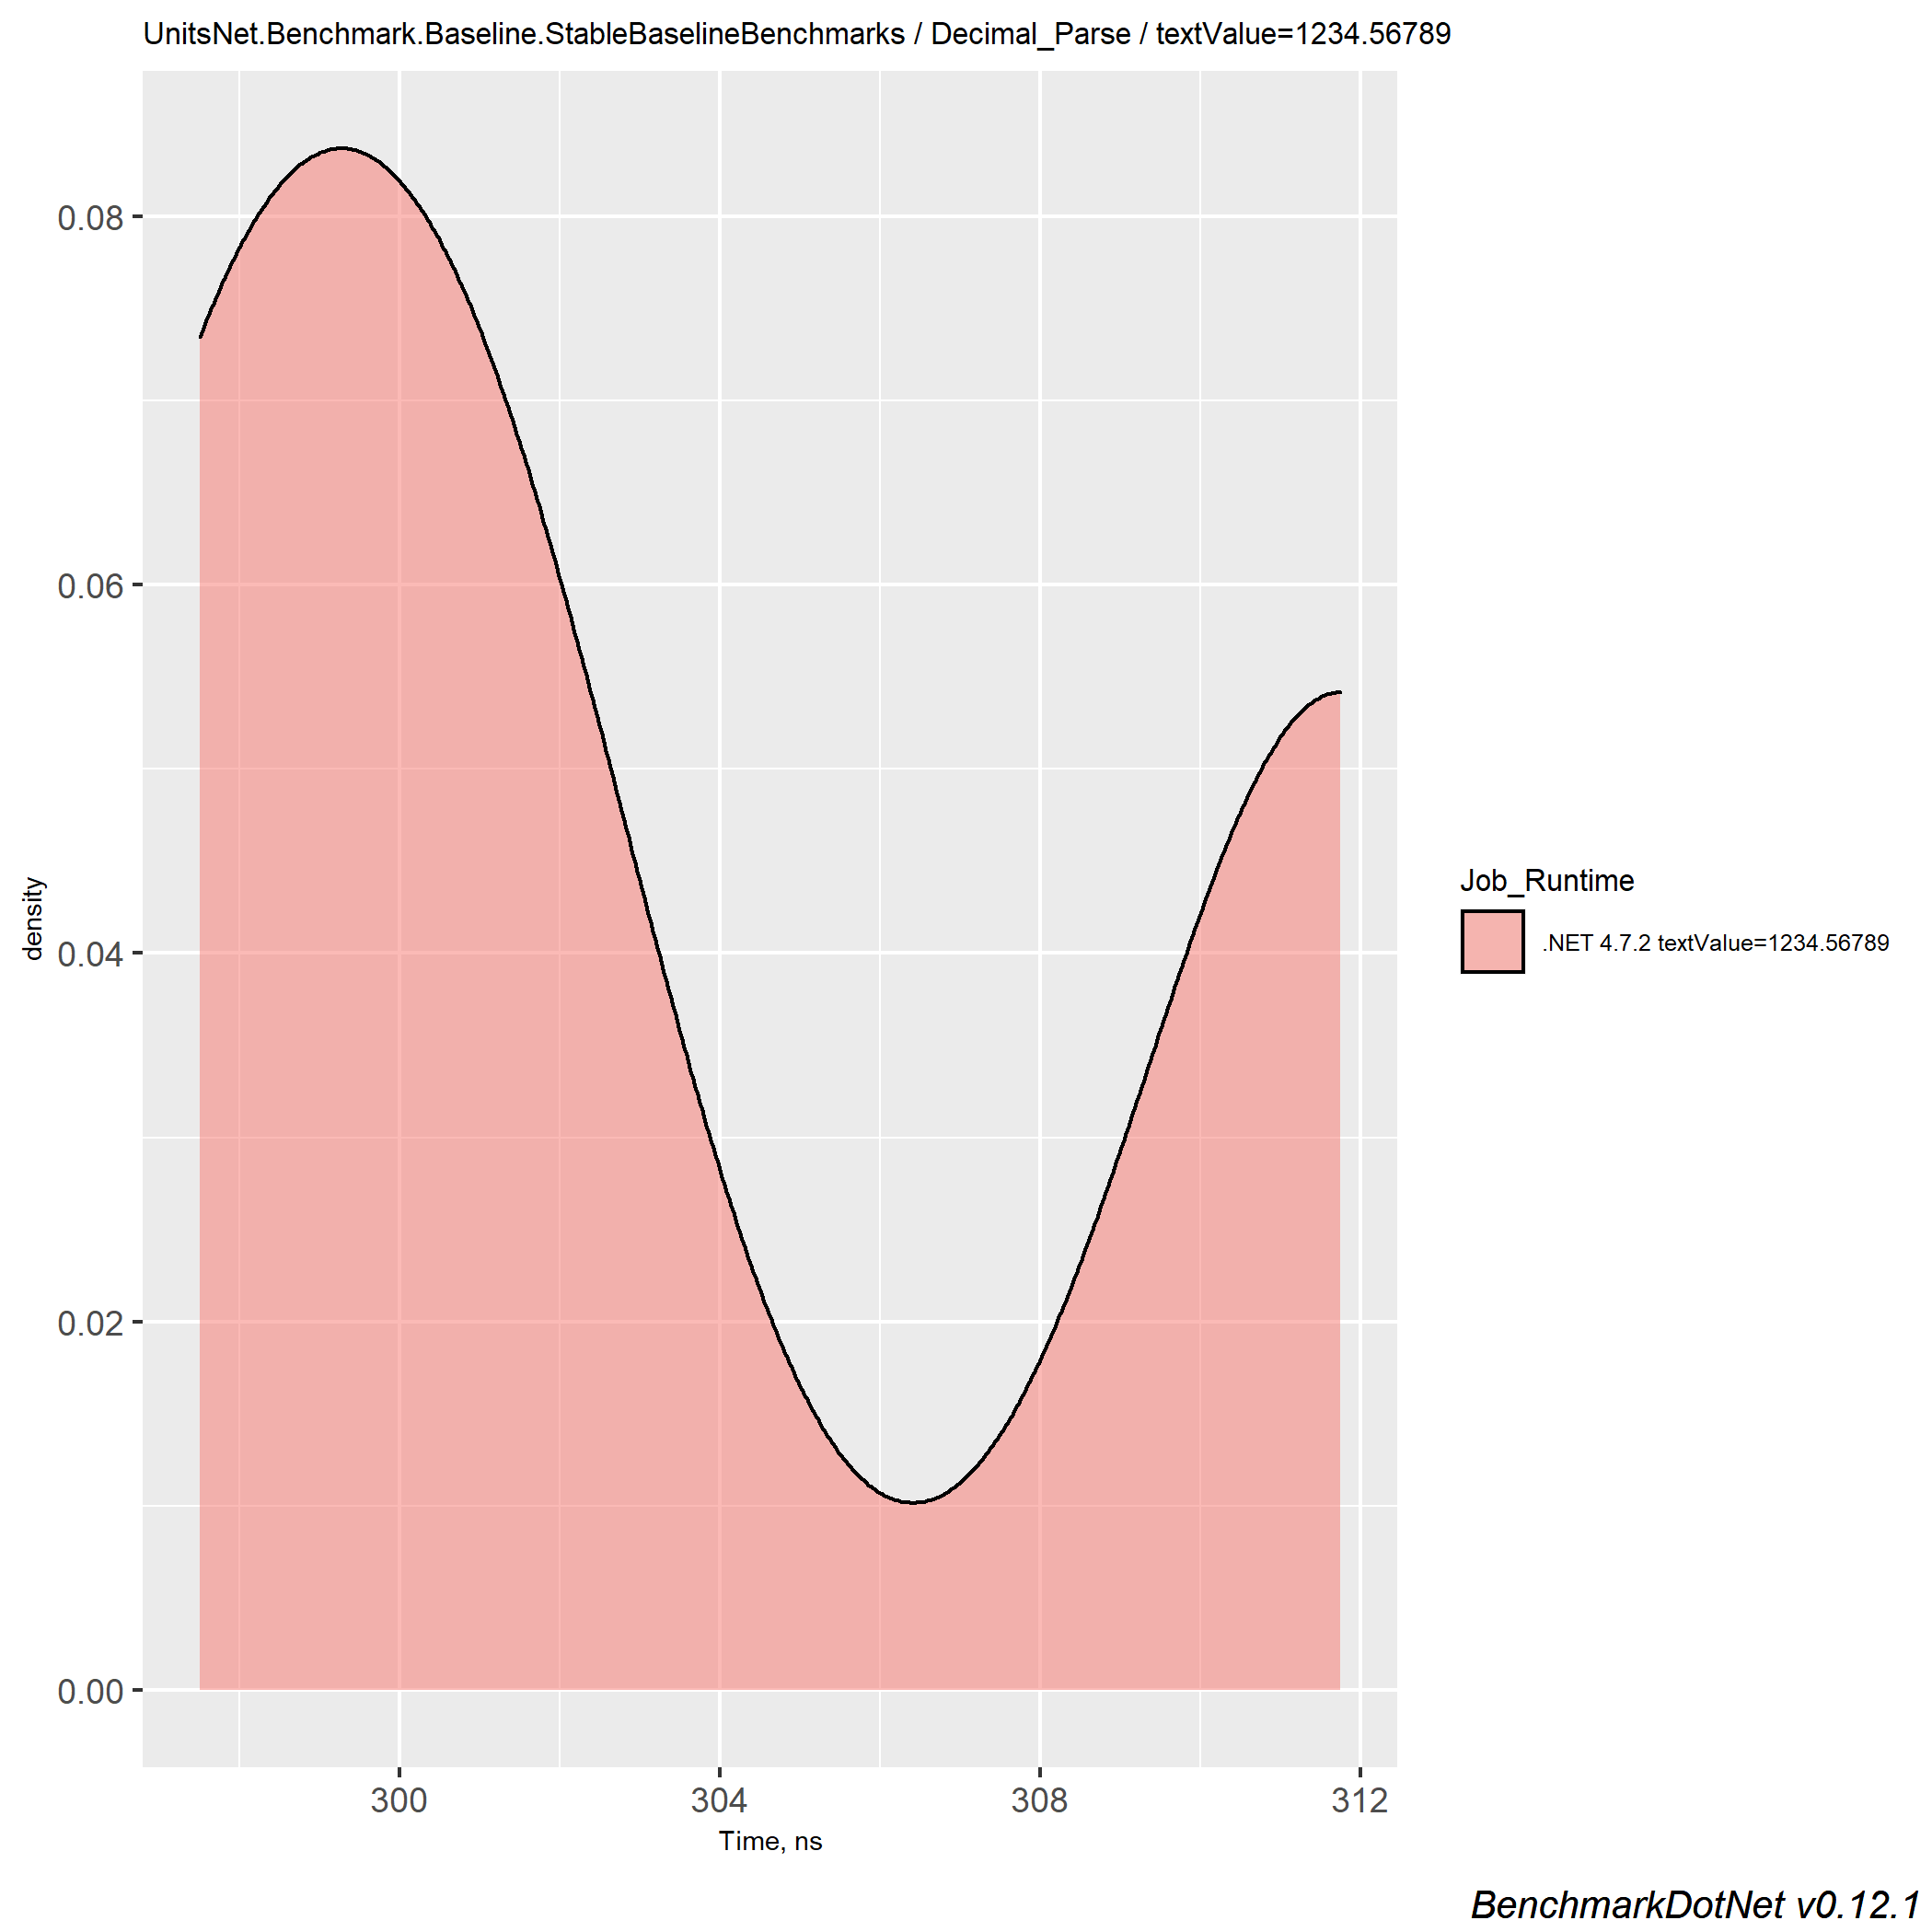 UnitsNet.Benchmark.Baseline.StableBaselineBenchmarks / Decimal_Parse / textValue=1234.56789
0.08
0.06
0.04
0.02
0.00
density
300 304 308 312
Time, ns
Job_Runtime
.NET 4.7.2 textValue=1234.56789
BenchmarkDotNet v0.12.1